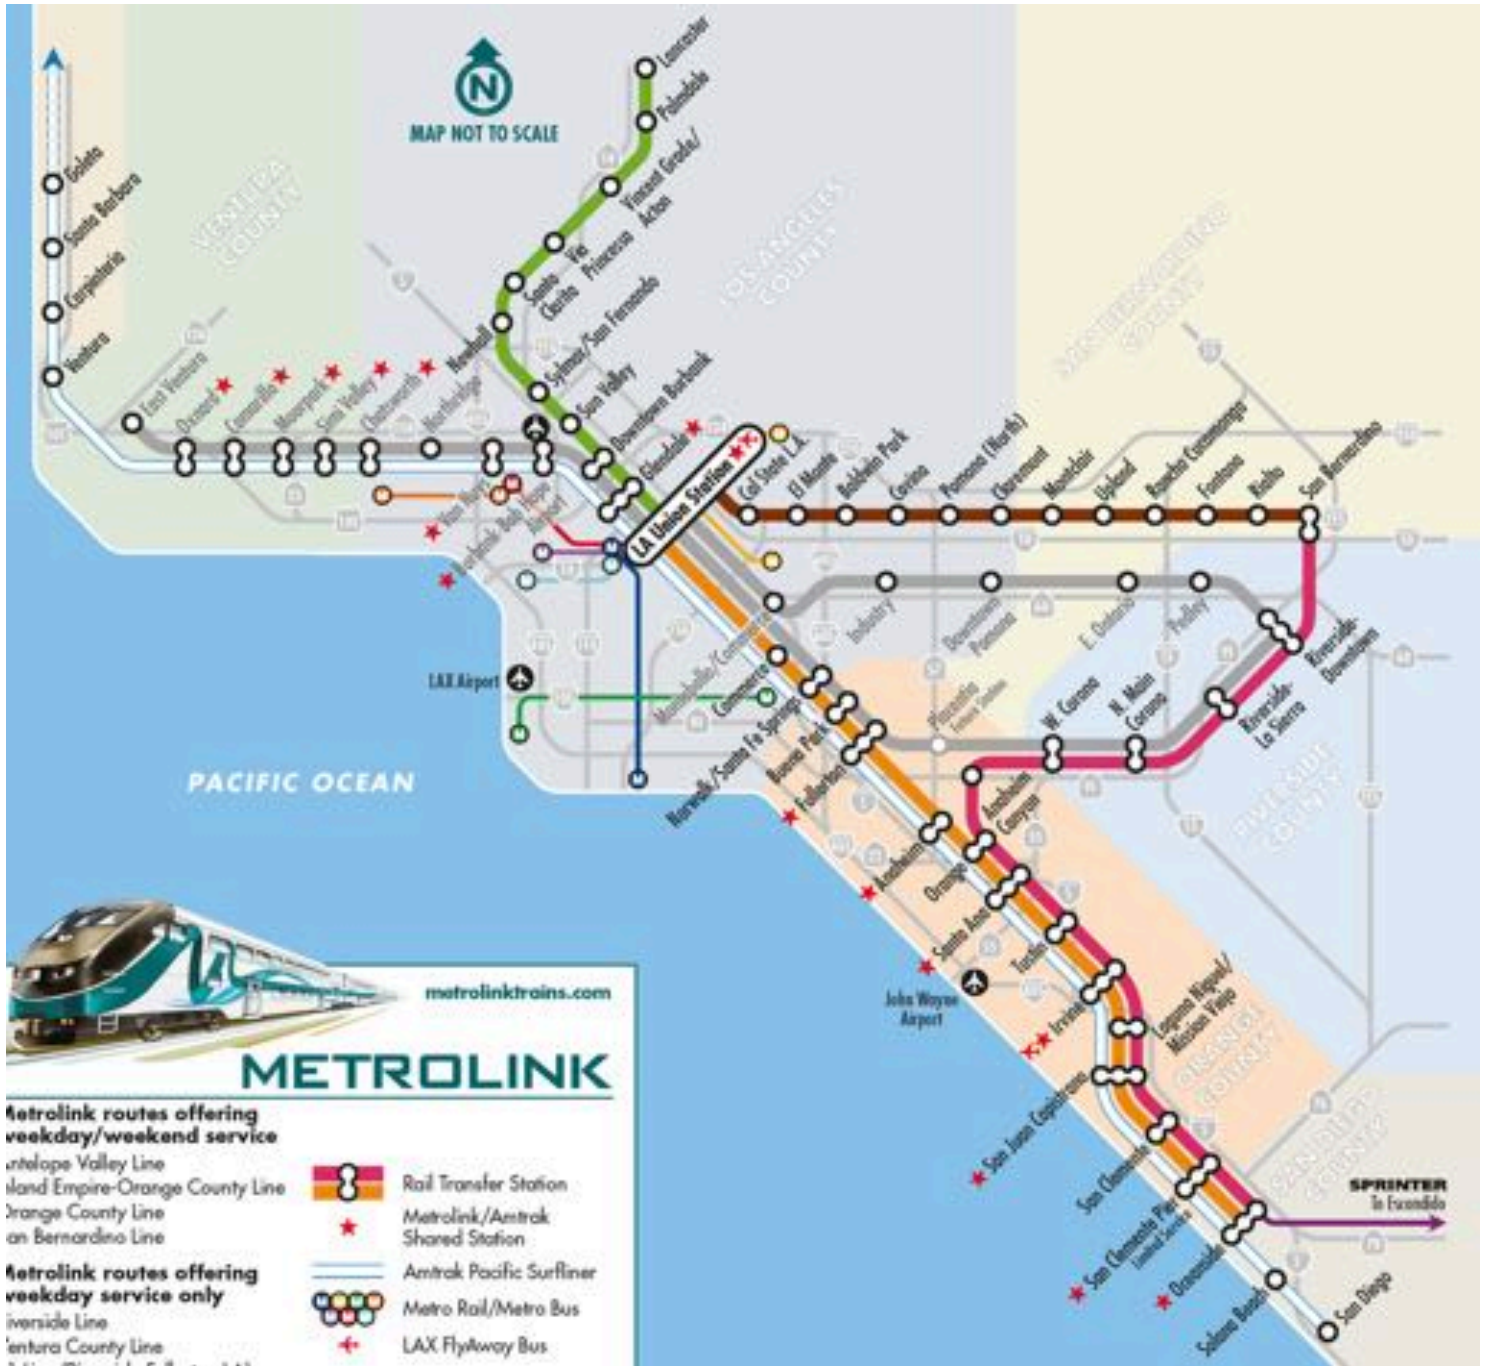 Lancaster
Palmdale
Vincent Grade/
Acton
Via
Princessa
Santa
Clarita
Newhall
Sylmar/San Fernando
Sun Valley
Downtown Burbank
Glendale
LA Union Station
N
MAP NOT TO SCALE
VENTURA
COUNTY
LOS ANGELES
COUNTY
SAN BERNARDINO
COUNTY
Goleta
Santa Barbara
Carpinteria
Ventura
East Ventura
Oxnard
Camarillo
Moorpark
Simi Valley
Chatsworth
Northridge
Van Nuys
Burbank-Bob Hope
Airport
Cal State L.A.
El Monte
Baldwin Park
Covina
Pomona (North)
Claremont
Montclair
Upland
Rancho Cucamonga
Fontana
Rialto
San Bernardino
Montebello/Commerce
Industry
Downtown
Pomona
E. Ontario
Pedley
Riverside-
Downtown
Riverside-
La Sierra
N. Main
Corona
W. Corona
Placentia
Future Station
Commerce
Norwalk/Santa Fe Springs
Buena Park
Fullerton
Anaheim
Canyon
Anaheim
Orange
Santa Ana
Tustin
Irvine
Laguna Niguel/
Mission Viejo
San Juan Capistrano
San Clemente
San Clemente Pier
Limited Service
Oceanside
Solana Beach
San Diego
LAX Airport
John Wayne
Airport
RIVERSIDE
COUNTY
ORANGE
COUNTY
SAN DIEGO
COUNTY
PACIFIC OCEAN
SPRINTER
To Escondido
metrolinktrains.com
METROLINK
Metrolink routes offering
weekday/weekend service
Antelope Valley Line
Inland Empire-Orange County Line
Orange County Line
San Bernardino Line
Metrolink routes offering
weekday service only
Riverside Line
Ventura County Line
Rail Transfer Station
Metrolink/Amtrak
Shared Station
Amtrak Pacific Surfliner
Metro Rail/Metro Bus
LAX FlyAway Bus